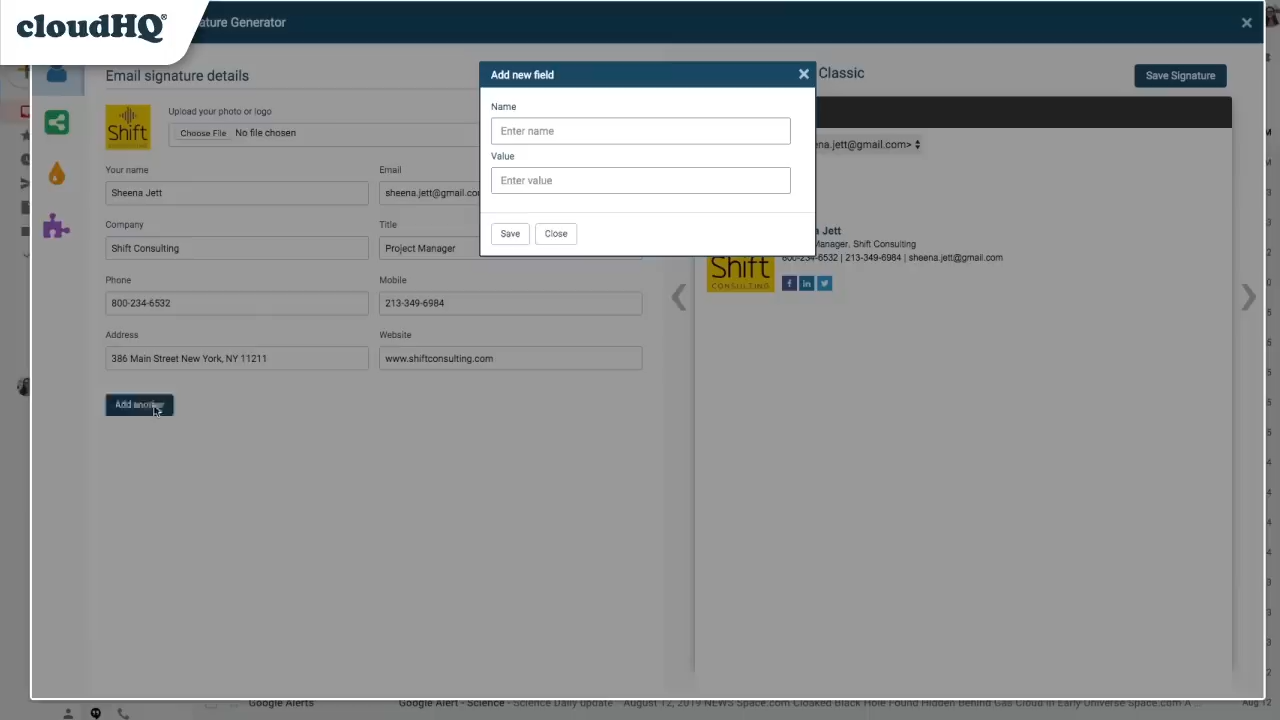 cloudHQ®
ature Generator
Email signature details
Classic
Save Signature
Add new field
Name
Enter name
Value
Enter value
Save
Close
Shift
Upload your photo or logo
Choose File
No file chosen
Your name
Email
Sheena Jett
sheena.jett@gmail.co
Company
Title
Shift Consulting
Project Manager
Phone
Mobile
800-234-6532
213-349-6984
Address
Website
386 Main Street New York, NY 11211
www.shiftconsulting.com
Add another
ena.jett@gmail.com>
Jett
Manager, Shift Consulting
800-234-6532 | 213-349-6984 | sheena.jett@gmail.com
Shift
CONSULTING
Google Alerts
Google Alert - Science - Science Daily update - August 12, 2019 NEWS Space.com Cloaked Black Hole Found Hidden Behind Gas Cloud in Early Universe Space.com A ...
Aug 12